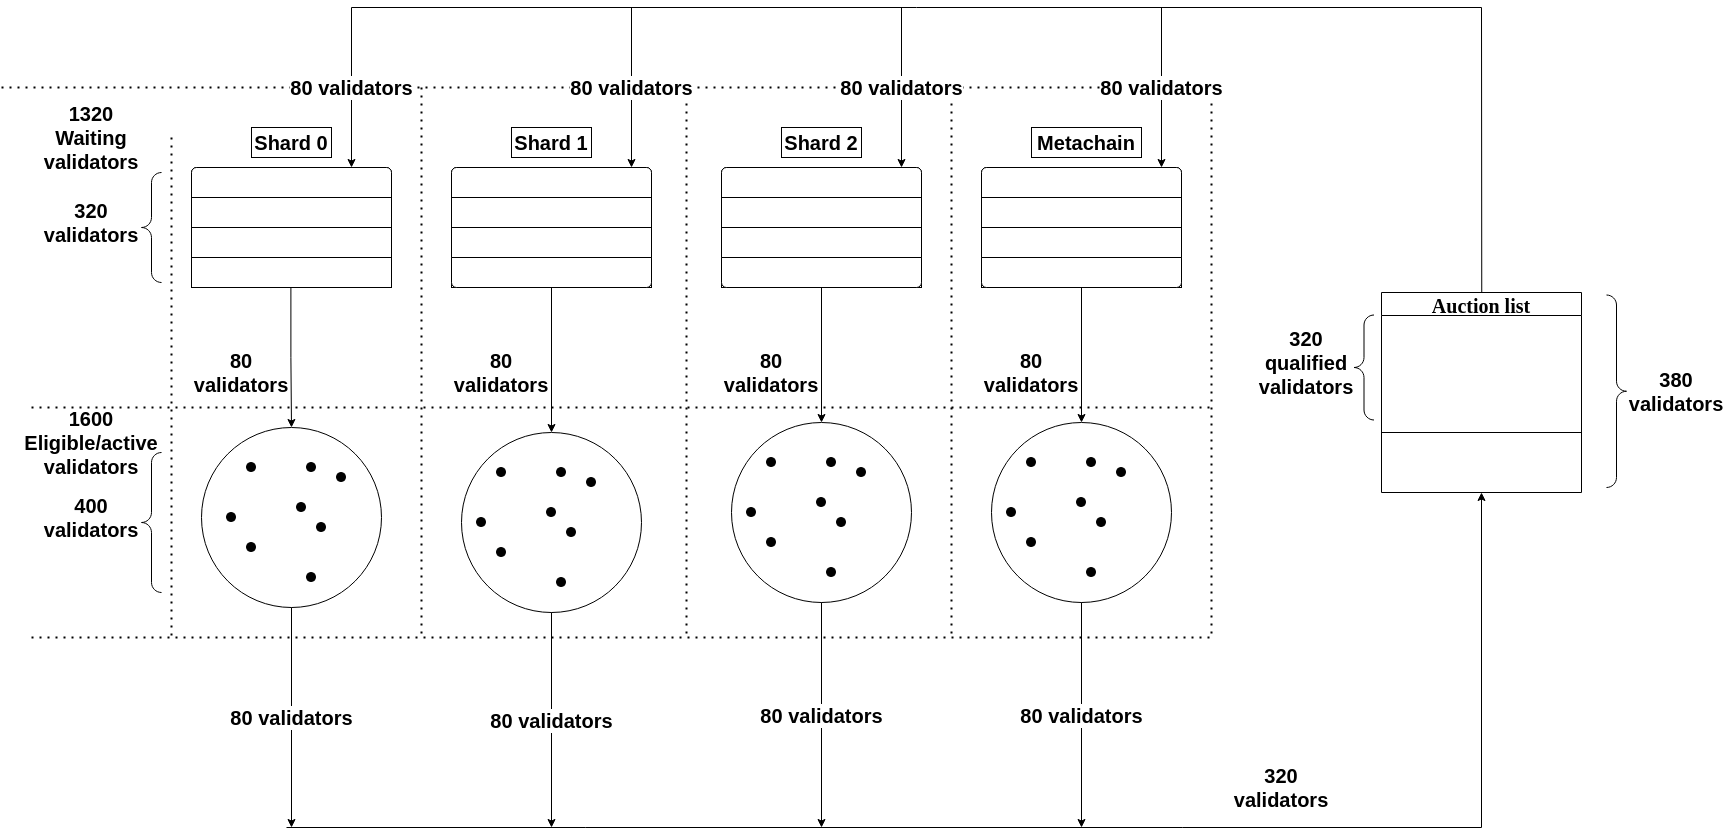 80 validators
80 validators
80 validators
80 validators
1320
Waiting
validators
Shard 0
Shard 1
Shard 2
Metachain
320
validators
Auction list
320
qualified
validators
380
validators
80
validators
80
validators
80
validators
80
validators
1600
Eligible/active
validators
400
validators
80 validators
80 validators
80 validators
80 validators
320
validators